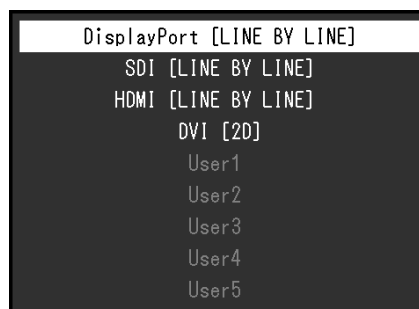 DisplayPort [LINE BY LINE]
SDI [LINE BY LINE]
HDMI [LINE BY LINE]
DVI [2D]
User1
User2
User3
User4
User5